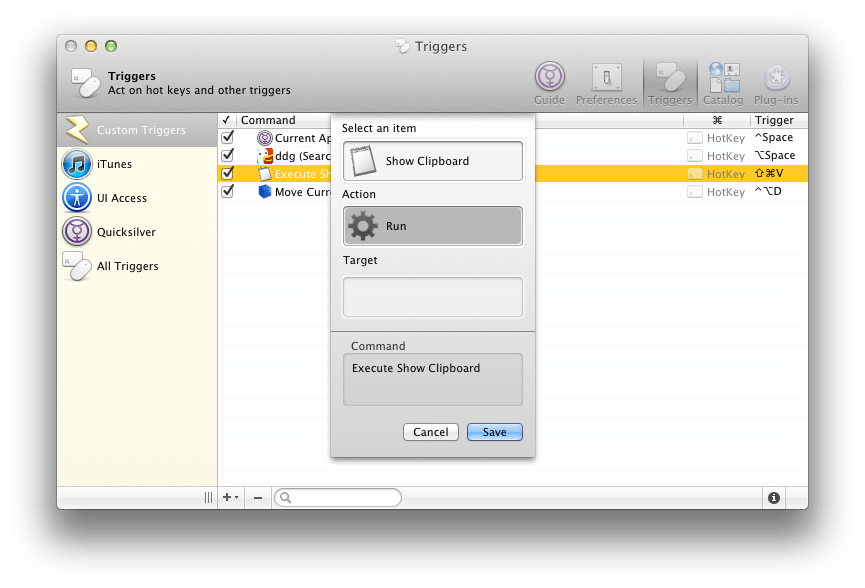 Triggers
Triggers
Act on hot keys and other triggers
Guide
Preferences
Triggers
Catalog
Plug-ins
Custom Triggers
iTunes
UI Access
Quicksilver
All Triggers
✓ Command ⌘ Trigger
Current Ap HotKey ^Space
ddg (Searc HotKey ⌥Space
Execute Sh HotKey ⇧⌘V
Move Curre HotKey ^⌥D
Select an item
Show Clipboard
Action
Run
Target
Command
Execute Show Clipboard
Cancel Save